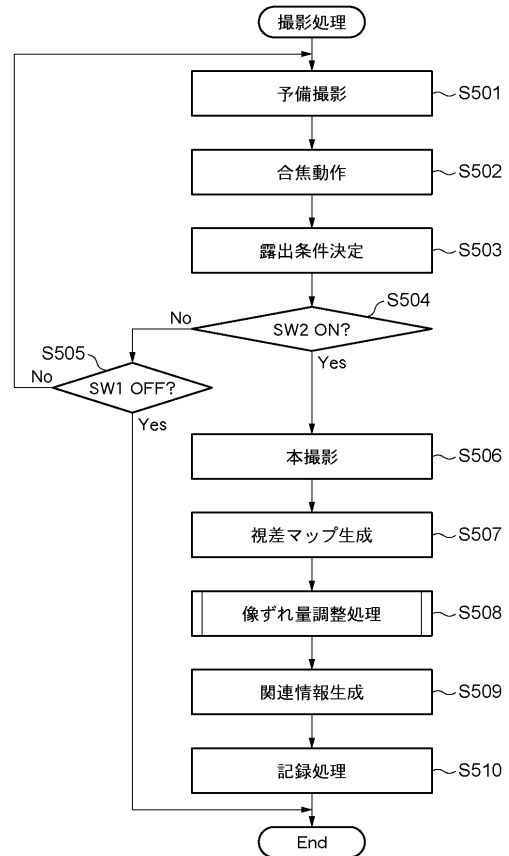 撮影処理
予備撮影
S501
合焦動作
S502
露出条件決定
S503
S504
No
SW2 ON?
Yes
S505
No
SW1 OFF?
Yes
本撮影
S506
視差マップ生成
S507
像ずれ量調整処理
S508
関連情報生成
S509
記録処理
S510
End